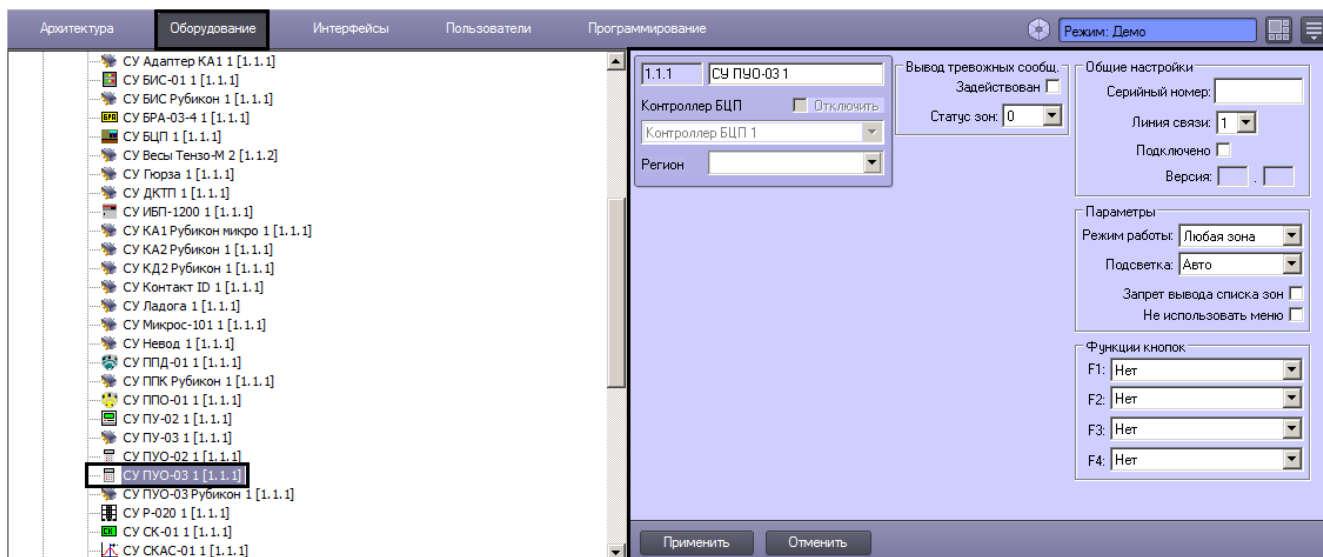 Архитектура Оборудование Интерфейсы Пользователи Программирование Режим: Демо
СУ Адаптер КА1 1 [1.1.1]
СУ БИС-01 1 [1.1.1]
СУ БИС Рубикон 1 [1.1.1]
СУ БРА-03-4 1 [1.1.1]
СУ БЦП 1 [1.1.1]
СУ Весы Тензо-М 2 [1.1.2]
СУ Гюрза 1 [1.1.1]
СУ ДКТП 1 [1.1.1]
СУ ИБП-1200 1 [1.1.1]
СУ КА1 Рубикон микро 1 [1.1.1]
СУ КА2 Рубикон 1 [1.1.1]
СУ КД2 Рубикон 1 [1.1.1]
СУ Контакт ID 1 [1.1.1]
СУ Ладога 1 [1.1.1]
СУ Микрос-101 1 [1.1.1]
СУ Невод 1 [1.1.1]
СУ ППД-01 1 [1.1.1]
СУ ППК Рубикон 1 [1.1.1]
СУ ППО-01 1 [1.1.1]
СУ ПУ-02 1 [1.1.1]
СУ ПУ-03 1 [1.1.1]
СУ ПУО-02 1 [1.1.1]
СУ ПУО-03 1 [1.1.1]
СУ ПУО-03 Рубикон 1 [1.1.1]
СУ Р-020 1 [1.1.1]
СУ СК-01 1 [1.1.1]
СУ СКАС-01 1 [1.1.1]
1.1.1 СУ ПУО-03 1
Контроллер БЦП Отключить
Контроллер БЦП 1
Регион
Вывод тревожных сообщ.
Задействован
Статус зон: 0
Общие настройки
Серийный номер:
Линия связи: 1
Подключено
Версия: .
Параметры
Режим работы: Любая зона
Подсветка: Авто
Запрет вывода списка зон
Не использовать меню
Функции кнопок
F1: Нет
F2: Нет
F3: Нет
F4: Нет
Применить Отменить